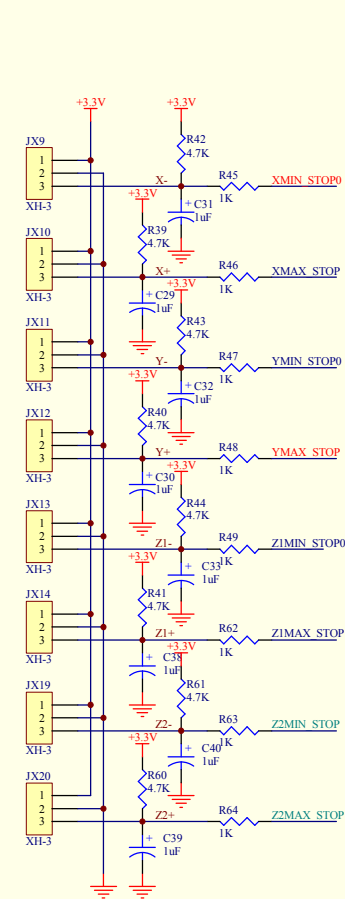 +3.3V +3.3V
JX9
R42
1
4.7K
2
R45
3
X-
XMIN_STOP0
XH-3
+3.3V
1K
C31
1uF
JX10
R39
1
4.7K
2
R46
3
X+
XMAX_STOP
XH-3
+3.3V
1K
C29
1uF
JX11
R43
1
4.7K
2
R47
3
Y-
YMIN_STOP0
XH-3
+3.3V
1K
C32
1uF
JX12
R40
1
4.7K
2
R48
3
Y+
YMAX_STOP
XH-3
+3.3V
1K
C30
1uF
JX13
R44
1
4.7K
2
R49
3
Z1-
Z1MIN_STOP0
XH-3
+3.3V
1K
C33
1uF
JX14
R41
1
4.7K
2
R62
3
Z1+
Z1MAX_STOP
XH-3
+3.3V
1K
C38
1uF
JX19
R61
1
4.7K
2
R63
3
Z2-
Z2MIN_STOP
XH-3
+3.3V
1K
C40
1uF
JX20
R60
1
4.7K
2
R64
3
Z2+
Z2MAX_STOP
XH-3
1K
C39
1uF